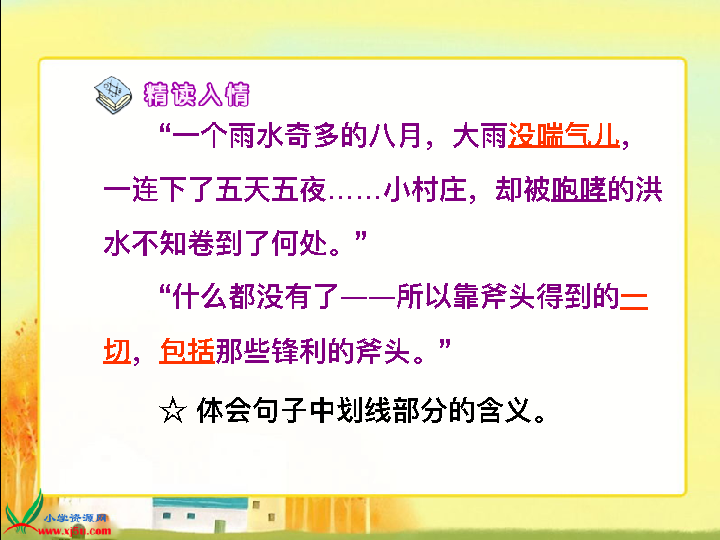 精读入情
“一个雨水奇多的八月，大雨没喘气儿，
一连下了五天五夜……小村庄，却被咆哮的洪
水不知卷到了何处。”
“什么都没有了——所以靠斧头得到的一
切，包括那些锋利的斧头。”
☆ 体会句子中划线部分的含义。
小学资源网
www.xj5u.com